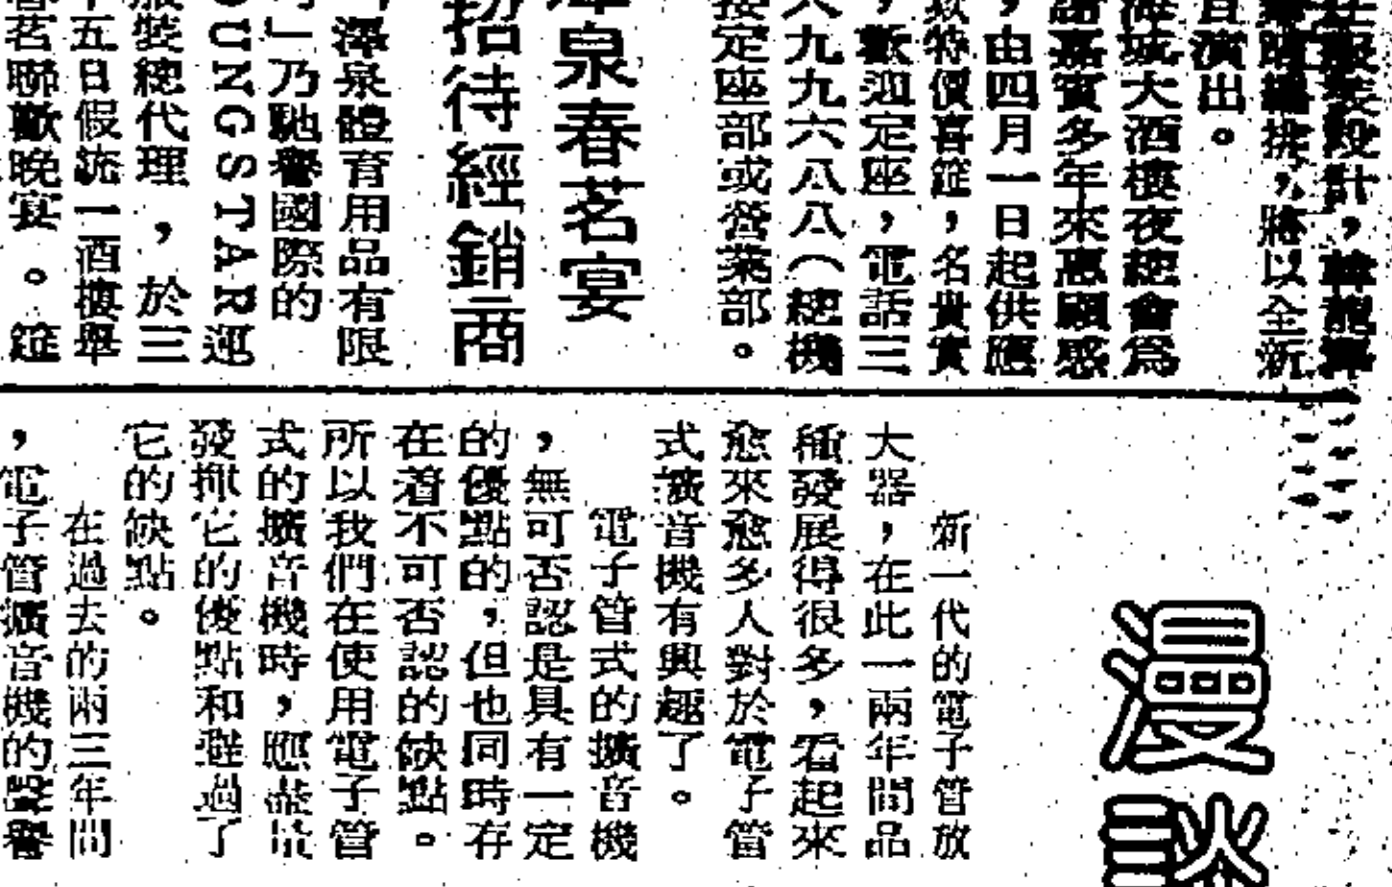 服裝設計，
時編排，將以全新
演出。
海城大酒樓夜總會為
諸嘉賓多年來惠顧感
，由四月一日起供應
款特價喜筵，名貴實
，歡迎定座，電話三
八九九六八八（總機
接定座部或營業部。
澤泉春茗宴
招待經銷商
澤泉體育用品有限
」乃馳譽國際的
OUNGSTAR運
服裝總代理，於三
五日假統一酒樓舉
春茗聯歡晚宴。筵
漫談
新一代的電子管放
大器，在此一兩年間品
種發展得很多，看起來
愈來愈多人對於電子管
式擴音機有興趣了。
電子管式的擴音機
，無可否認是具有一定
的優點的，但也同時存
在着不可否認的缺點。
所以我們在使用電子管
式的擴音機時，應盡量
發揮它的優點和避過了
它的缺點。
在過去的兩三年間
，電子管擴音機的聲譽